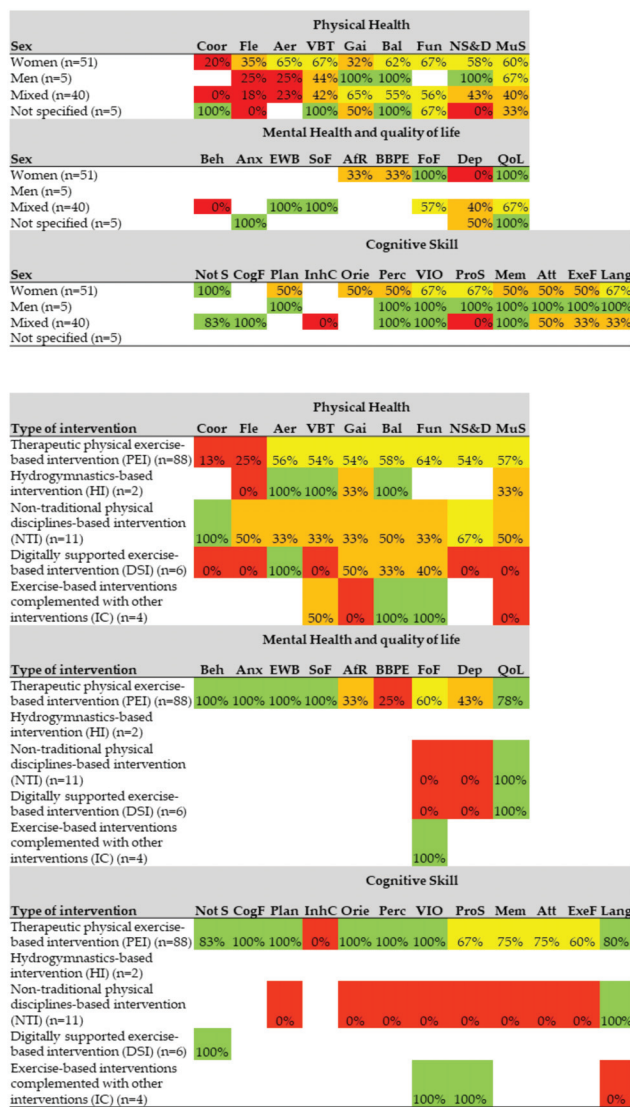 Physical Health
Sex Coor Fle Aer VBT Gai Bal Fun NS&D MuS
Women (n=51) 20% 35% 65% 67% 32% 62% 67% 58% 60%
Men (n=5) 25% 25% 44% 100% 100% 100% 67%
Mixed (n=40) 0% 18% 23% 42% 65% 55% 56% 43% 40%
Not specified (n=5) 100% 0% 100% 50% 100% 67% 0% 33%
Mental Health and quality of life
Sex Beh Anx EWB SoF AfR BBPE FoF Dep QoL
Women (n=51) 33% 33% 100% 0% 100%
Men (n=5)
Mixed (n=40) 0% 100% 100% 57% 40% 67%
Not specified (n=5) 100% 50% 100%
Cognitive Skill
Sex Not S CogF Plan InhC Orie Perc VIO ProS Mem Att ExeF Lang
Women (n=51) 100% 50% 50% 50% 67% 67% 50% 50% 50% 67%
Men (n=5) 100% 100% 100% 100% 100% 100% 100% 100%
Mixed (n=40) 83% 100% 0% 100% 100% 0% 100% 50% 33% 33%
Not specified (n=5)
Physical Health
Type of intervention Coor Fle Aer VBT Gai Bal Fun NS&D MuS
Therapeutic physical exercise-
based intervention (PEI) (n=88) 13% 25% 56% 54% 54% 58% 64% 54% 57%
Hydrogymnastics-based
intervention (HI) (n=2) 0% 100% 100% 33% 100% 33%
Non-traditional physical
disciplines-based intervention
(NTI) (n=11) 100% 50% 33% 33% 33% 50% 33% 67% 50%
Digitally supported exercise-
based intervention (DSI) (n=6) 0% 0% 100% 0% 50% 33% 40% 0% 0%
Exercise-based interventions
complemented with other
interventions (IC) (n=4) 50% 0% 100% 100% 0%
Mental Health and quality of life
Type of intervention Beh Anx EWB SoF AfR BBPE FoF Dep QoL
Therapeutic physical exercise-
based intervention (PEI) (n=88) 100% 100% 100% 100% 33% 25% 60% 43% 78%
Hydrogymnastics-based
intervention (HI) (n=2)
Non-traditional physical
disciplines-based intervention
(NTI) (n=11) 0% 0% 100%
Digitally supported exercise-
based intervention (DSI) (n=6) 0% 0% 100%
Exercise-based interventions
complemented with other
interventions (IC) (n=4) 100%
Cognitive Skill
Type of intervention Not S CogF Plan InhC Orie Perc VIO ProS Mem Att ExeF Lang
Therapeutic physical exercise-
based intervention (PEI) (n=88) 83% 100% 100% 0% 100% 100% 100% 67% 75% 75% 60% 80%
Hydrogymnastics-based
intervention (HI) (n=2)
Non-traditional physical
disciplines-based intervention
(NTI) (n=11) 0% 0% 0% 0% 0% 0% 0% 0% 100%
Digitally supported exercise-
based intervention (DSI) (n=6) 100%
Exercise-based interventions
complemented with other
interventions (IC) (n=4) 100% 100% 0%